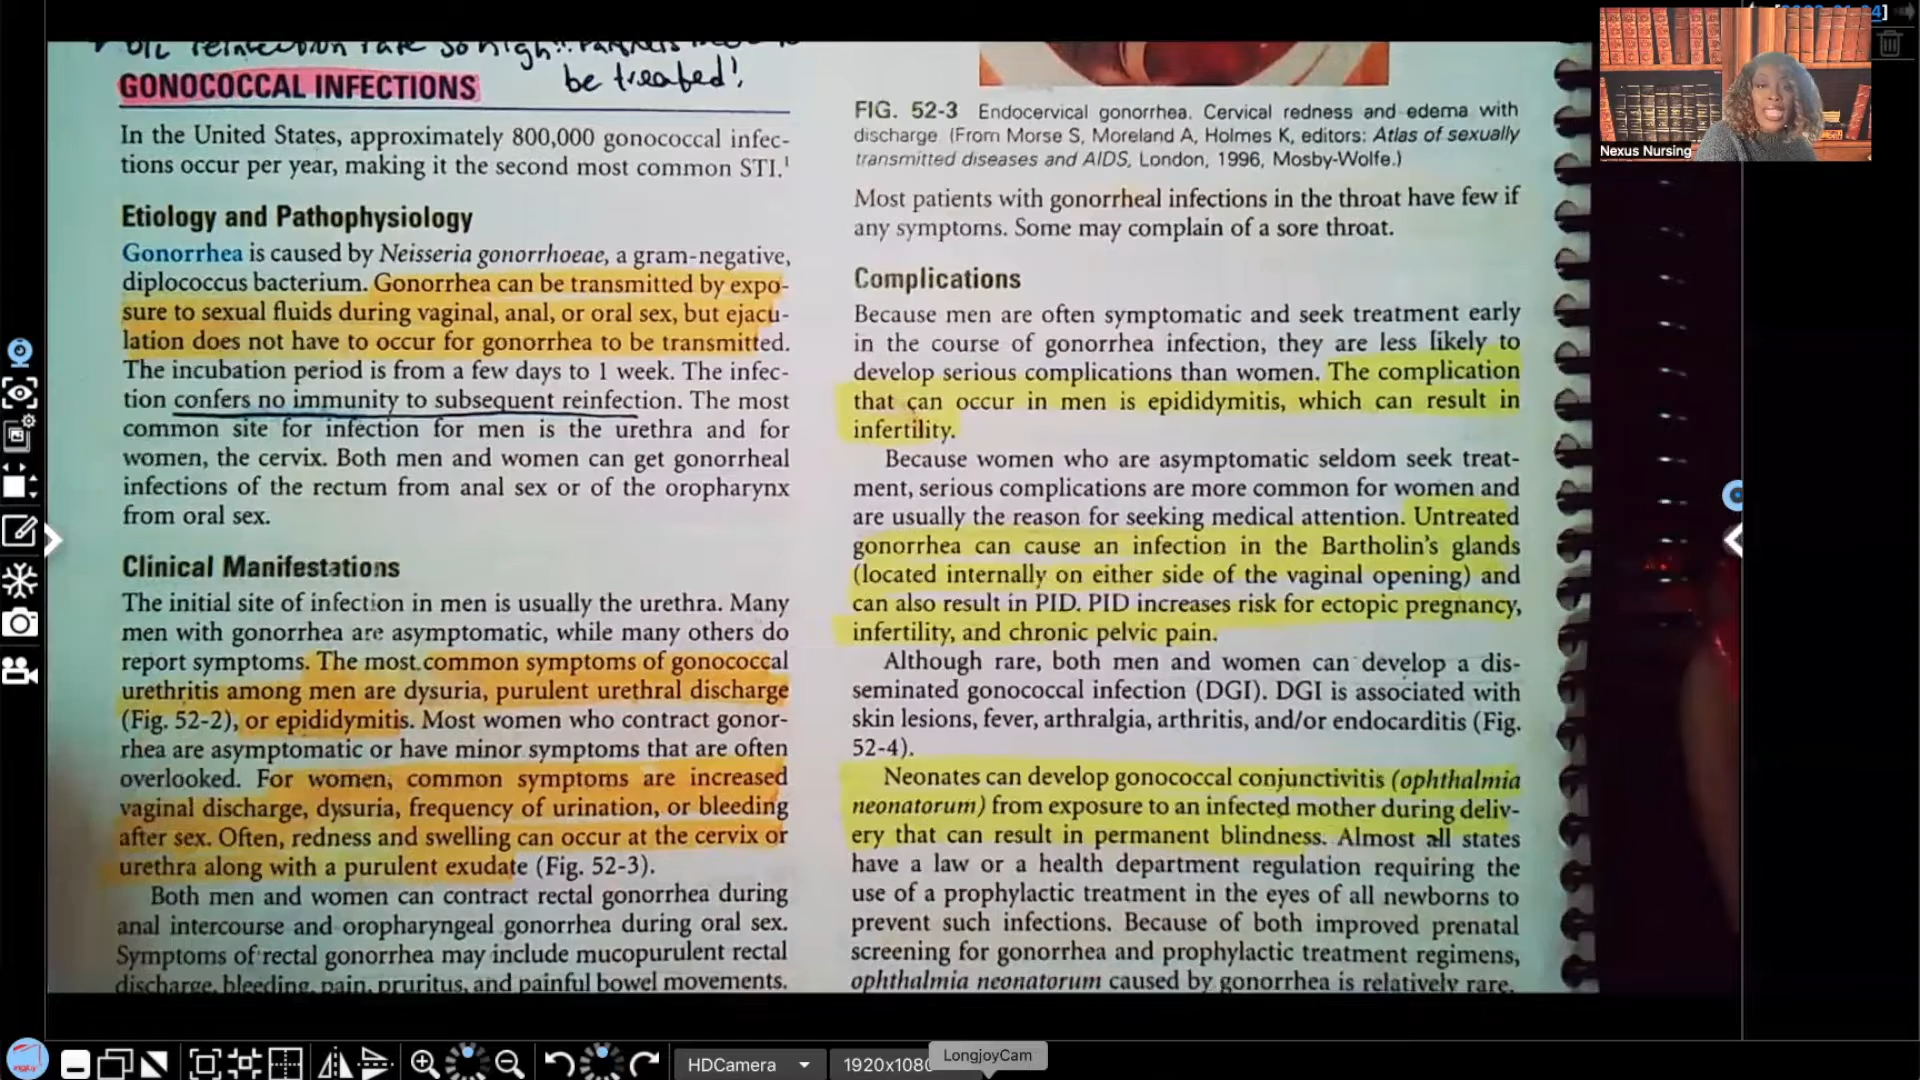 reinfection rate so high!! Partners need to
be treated!
GONOCOCCAL INFECTIONS
In the United States, approximately 800,000 gonococcal infec-
tions occur per year, making it the second most common STI.¹
Etiology and Pathophysiology
Gonorrhea is caused by Neisseria gonorrhoeae, a gram-negative,
diplococcus bacterium. Gonorrhea can be transmitted by expo-
sure to sexual fluids during vaginal, anal, or oral sex, but ejacu-
lation does not have to occur for gonorrhea to be transmitted.
The incubation period is from a few days to 1 week. The infec-
tion confers no immunity to subsequent reinfection. The most
common site for infection for men is the urethra and for
women, the cervix. Both men and women can get gonorrheal
infections of the rectum from anal sex or of the oropharynx
from oral sex.
Clinical Manifestations
The initial site of infection in men is usually the urethra. Many
men with gonorrhea are asymptomatic, while many others do
report symptoms. The most common symptoms of gonococcal
urethritis among men are dysuria, purulent urethral discharge
(Fig. 52-2), or epididymitis. Most women who contract gonor-
rhea are asymptomatic or have minor symptoms that are often
overlooked. For women, common symptoms are increased
vaginal discharge, dysuria, frequency of urination, or bleeding
after sex. Often, redness and swelling can occur at the cervix or
urethra along with a purulent exudate (Fig. 52-3).
Both men and women can contract rectal gonorrhea during
anal intercourse and oropharyngeal gonorrhea during oral sex.
Symptoms of rectal gonorrhea may include mucopurulent rectal
discharge, bleeding, pain, pruritus, and painful bowel movements.
FIG. 52-3 Endocervical gonorrhea. Cervical redness and edema with
discharge (From Morse S, Moreland A, Holmes K, editors: Atlas of sexually
transmitted diseases and AIDS, London, 1996, Mosby-Wolfe.)
Most patients with gonorrheal infections in the throat have few if
any symptoms. Some may complain of a sore throat.
Complications
Because men are often symptomatic and seek treatment early
in the course of gonorrhea infection, they are less likely to
develop serious complications than women. The complication
that can occur in men is epididymitis, which can result in
infertility.
Because women who are asymptomatic seldom seek treat-
ment, serious complications are more common for women and
are usually the reason for seeking medical attention. Untreated
gonorrhea can cause an infection in the Bartholin's glands
(located internally on either side of the vaginal opening) and
can also result in PID. PID increases risk for ectopic pregnancy,
infertility, and chronic pelvic pain.
Although rare, both men and women can develop a dis-
seminated gonococcal infection (DGI). DGI is associated with
skin lesions, fever, arthralgia, arthritis, and/or endocarditis (Fig.
52-4).
Neonates can develop gonococcal conjunctivitis (ophthalmia
neonatorum) from exposure to an infected mother during deliv-
ery that can result in permanent blindness. Almost all states
have a law or a health department regulation requiring the
use of a prophylactic treatment in the eyes of all newborns to
prevent such infections. Because of both improved prenatal
screening for gonorrhea and prophylactic treatment regimens,
ophthalmia neonatorum caused by gonorrhea is relatively rare.
Nexus Nursing
HDCamera
1920x1080
LongjoyCam